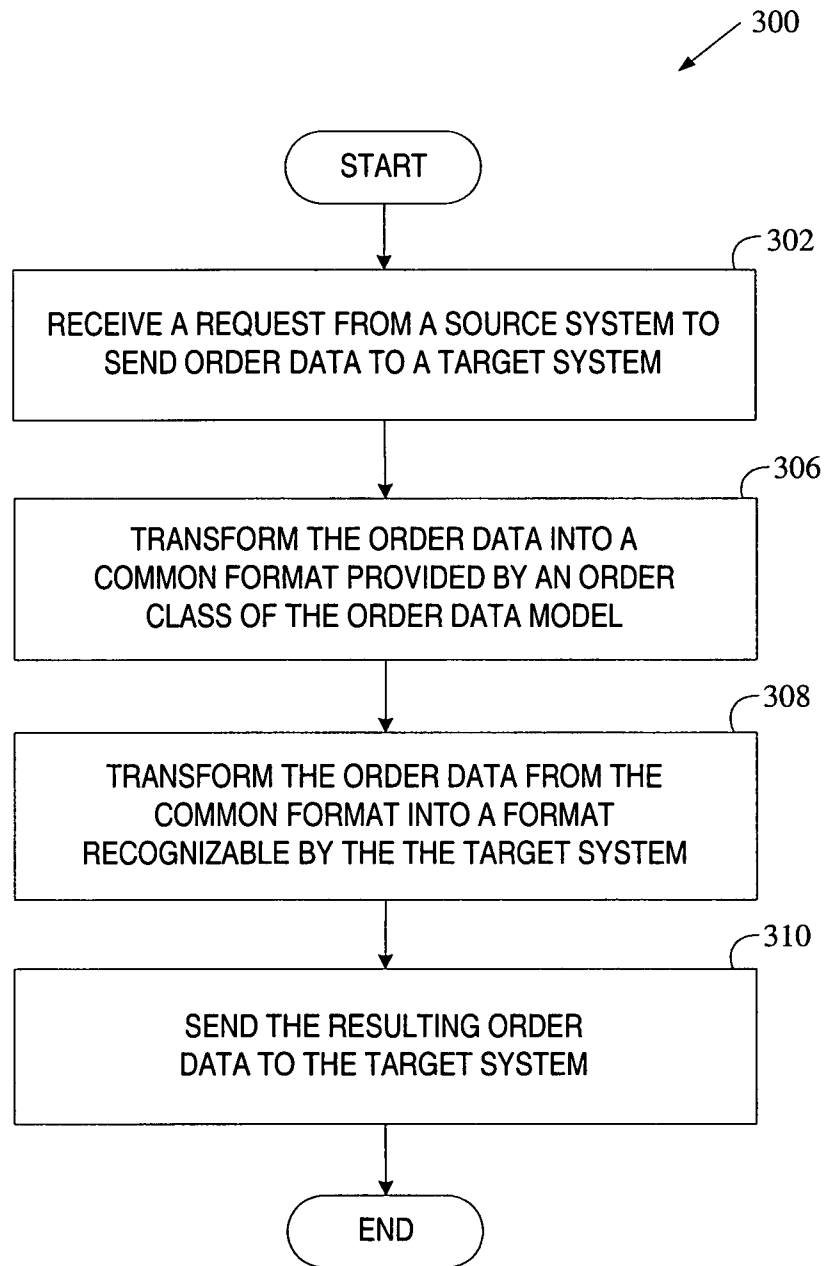 300
START
302
RECEIVE A REQUEST FROM A SOURCE SYSTEM TO
SEND ORDER DATA TO A TARGET SYSTEM
306
TRANSFORM THE ORDER DATA INTO A
COMMON FORMAT PROVIDED BY AN ORDER
CLASS OF THE ORDER DATA MODEL
308
TRANSFORM THE ORDER DATA FROM THE
COMMON FORMAT INTO A FORMAT
RECOGNIZABLE BY THE THE TARGET SYSTEM
310
SEND THE RESULTING ORDER
DATA TO THE TARGET SYSTEM
END